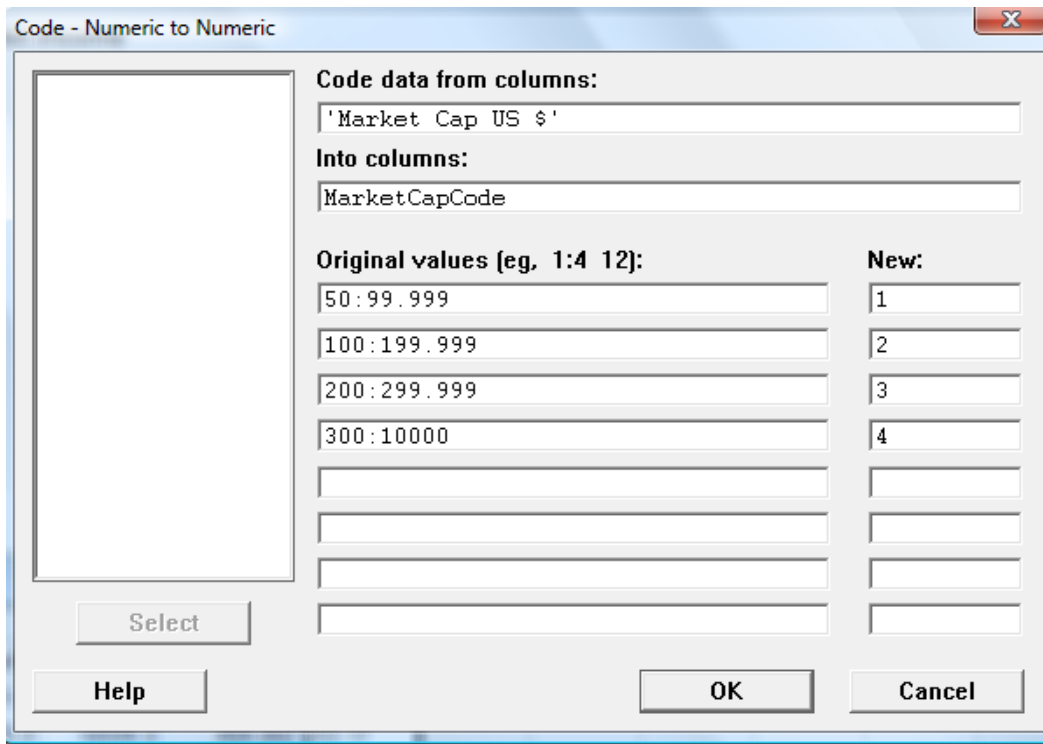 Code - Numeric to Numeric
Code data from columns:
'Market Cap US $'
Into columns:
MarketCapCode
Original values (eg, 1:4 12): New:
50:99.999 1
100:199.999 2
200:299.999 3
300:10000 4
Select
Help OK Cancel